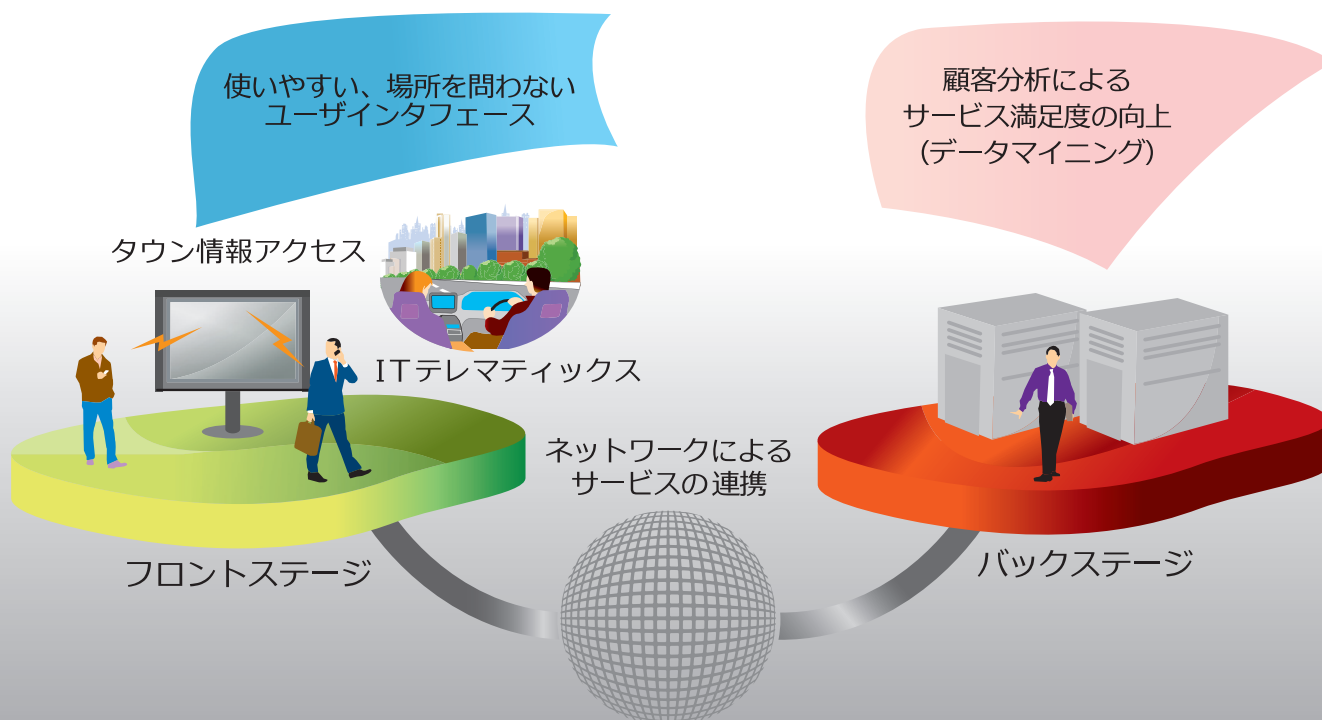 使いやすい、場所を問わない
ユーザインタフェース
顧客分析による
サービス満足度の向上
(データマイニング)
タウン情報アクセス
ITテレマティックス
ネットワークによる
サービスの連携
フロントステージ
バックステージ